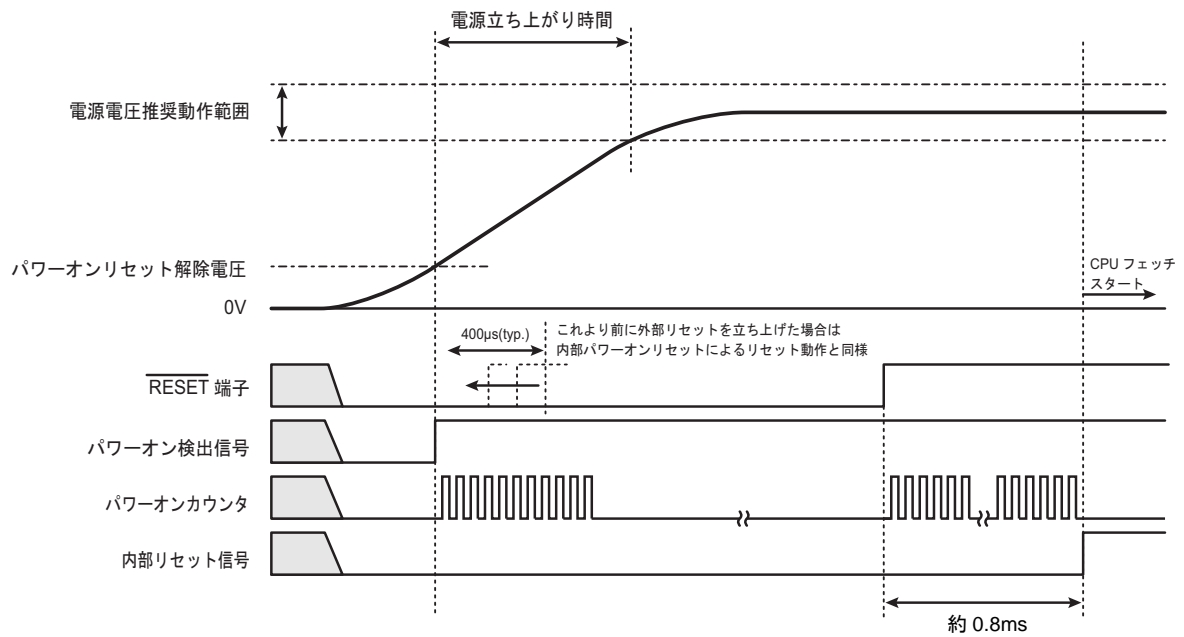 電源立ち上がり時間
電源電圧推奨動作範囲
パワーオンリセット解除電圧
0V
CPU フェッチ
スタート
400μs(typ.)
これより前に外部リセットを立ち上げた場合は
内部パワーオンリセットによるリセット動作と同様
RESET 端子
パワーオン検出信号
パワーオンカウンタ
内部リセット信号
約 0.8ms